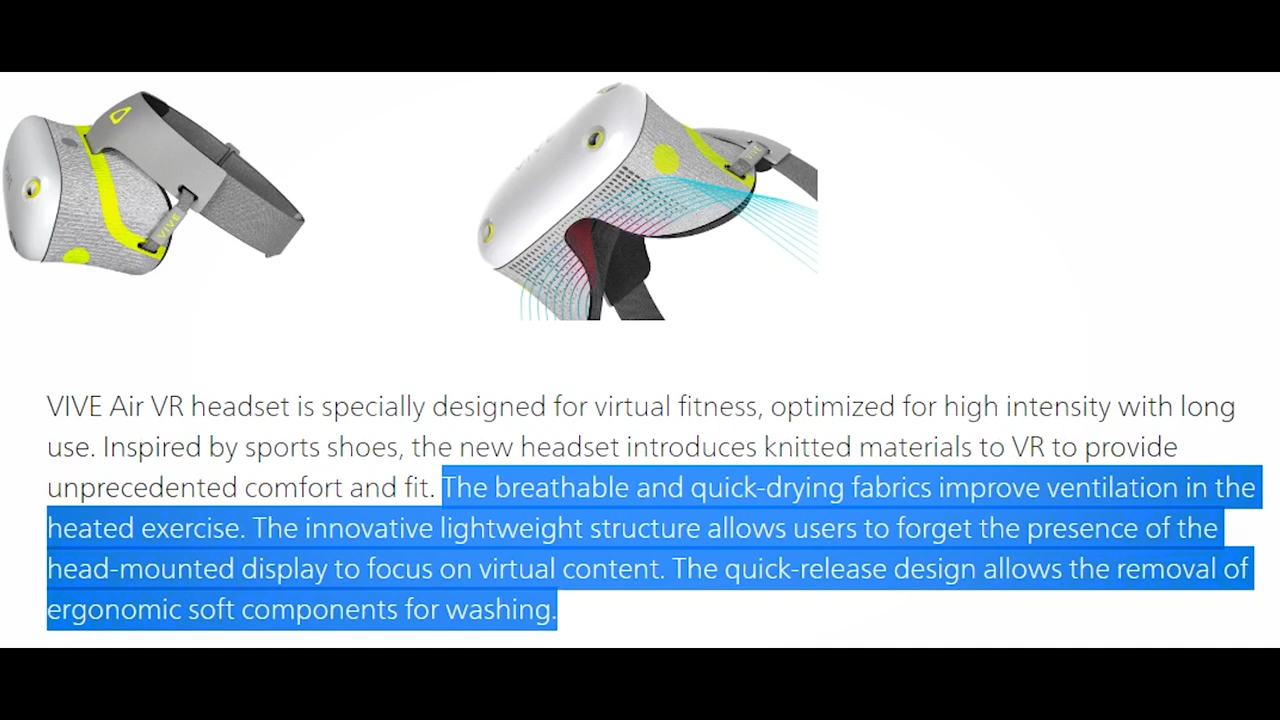 VIVE
VIVE
VIVE Air VR headset is specially designed for virtual fitness, optimized for high intensity with long
use. Inspired by sports shoes, the new headset introduces knitted materials to VR to provide
unprecedented comfort and fit. The breathable and quick-drying fabrics improve ventilation in the
heated exercise. The innovative lightweight structure allows users to forget the presence of the
head-mounted display to focus on virtual content. The quick-release design allows the removal of
ergonomic soft components for washing.